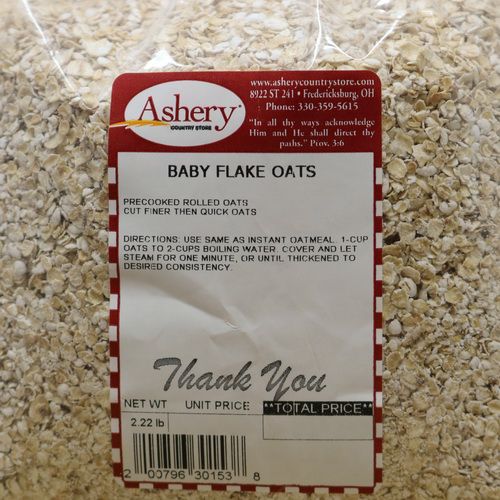 Ashery
COUNTRY STORE
www.asherycountrystore.com
8922 ST 241 • Fredericksburg, OH
Phone: 330-359-5615
"In all thy ways acknowledge
Him and He shall direct thy
paths." Prov. 3:6
BABY FLAKE OATS
PRECOOKED ROLLED OATS
CUT FINER THEN QUICK OATS
DIRECTIONS: USE SAME AS INSTANT OATMEAL. 1-CUP
OATS TO 2-CUPS BOILING WATER. COVER AND LET
STEAM FOR ONE MINUTE, OR UNTIL THICKENED TO
DESIRED CONSISTENCY.
Thank You
NET WT UNIT PRICE **TOTAL PRICE**
2.22 lb
2 00796 30153 8